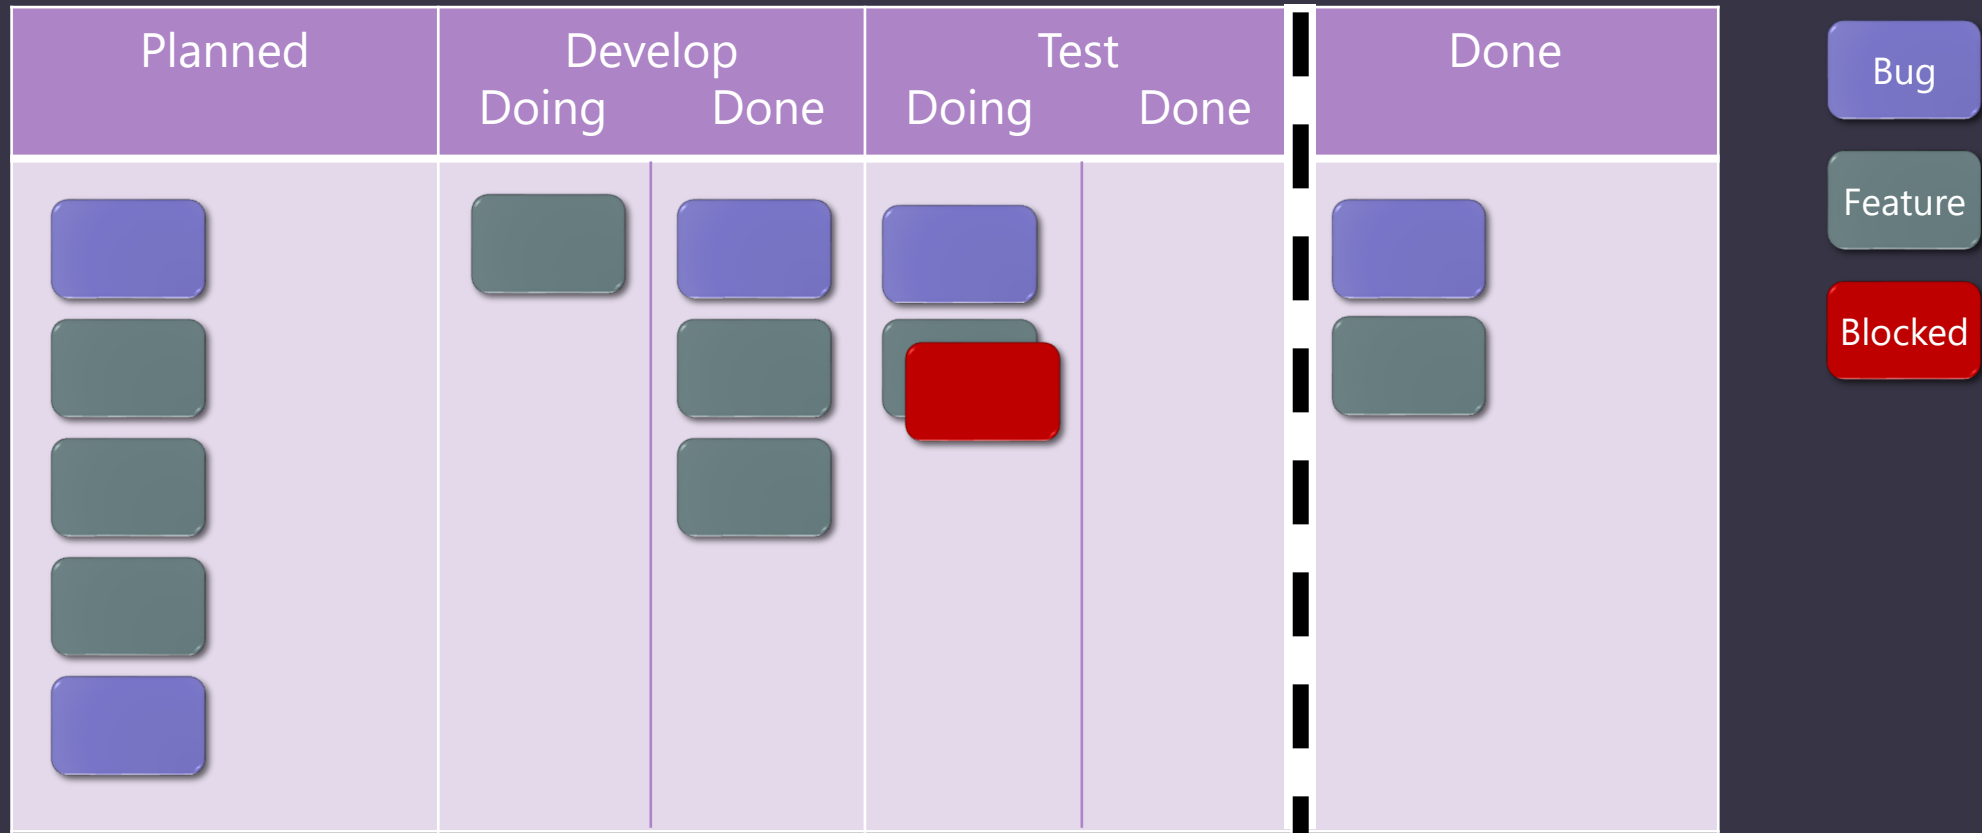 Planned
Develop
Doing Done
Test
Doing Done
Done
Bug
Feature
Blocked